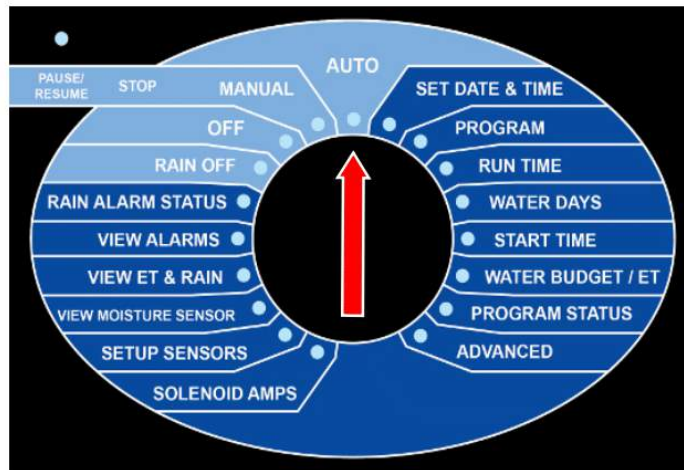 AUTO
PAUSE/
RESUME
STOP
MANUAL
OFF
RAIN OFF
RAIN ALARM STATUS
VIEW ALARMS
VIEW ET & RAIN
VIEW MOISTURE SENSOR
SETUP SENSORS
SOLENOID AMPS
SET DATE & TIME
PROGRAM
RUN TIME
WATER DAYS
START TIME
WATER BUDGET / ET
PROGRAM STATUS
ADVANCED